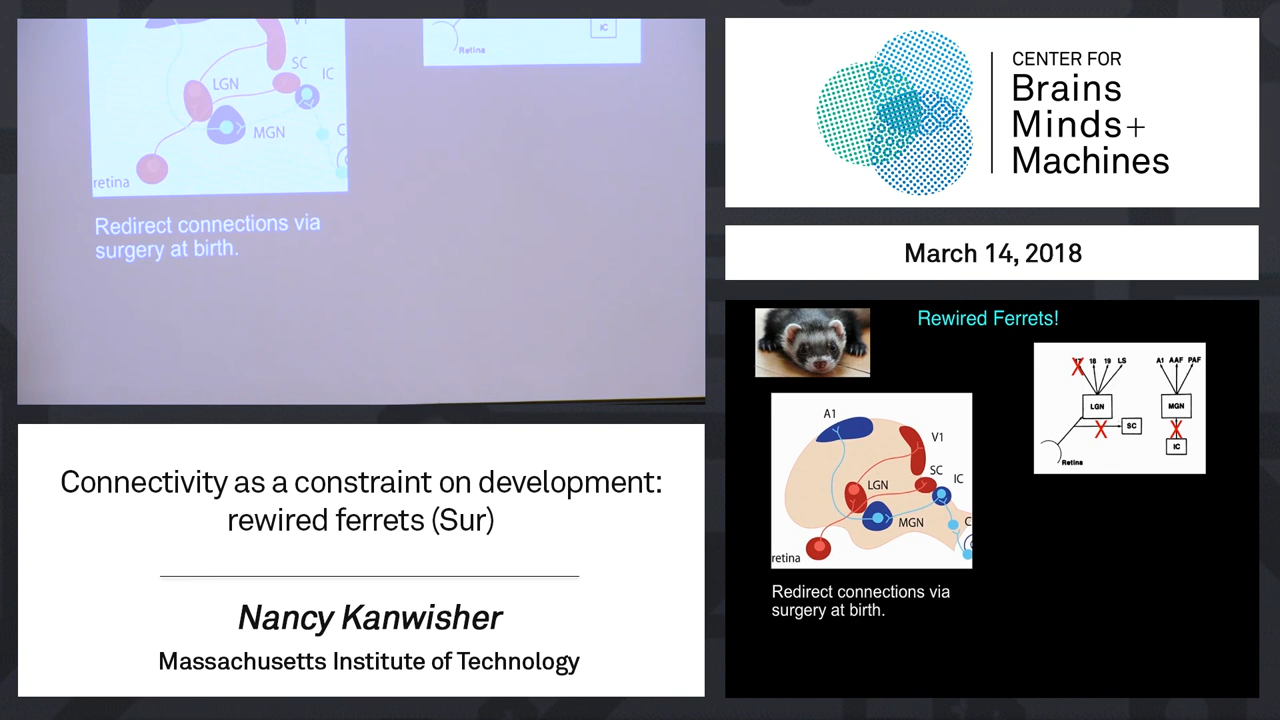 V1
SC
IC
LGN
MGN
C
retina
Redirect connections via
surgery at birth.
IC
Retina
CENTER FOR
Brains
Minds+
Machines
March 14, 2018
Connectivity as a constraint on development:
rewired ferrets (Sur)
Nancy Kanwisher
Massachusetts Institute of Technology
Rewired Ferrets!
A1
V1
SC
IC
LGN
MGN
C
retina
Redirect connections via
surgery at birth.
17 18 19 LS A1 AAF PAF
LGN MGN
SC
IC
Retina